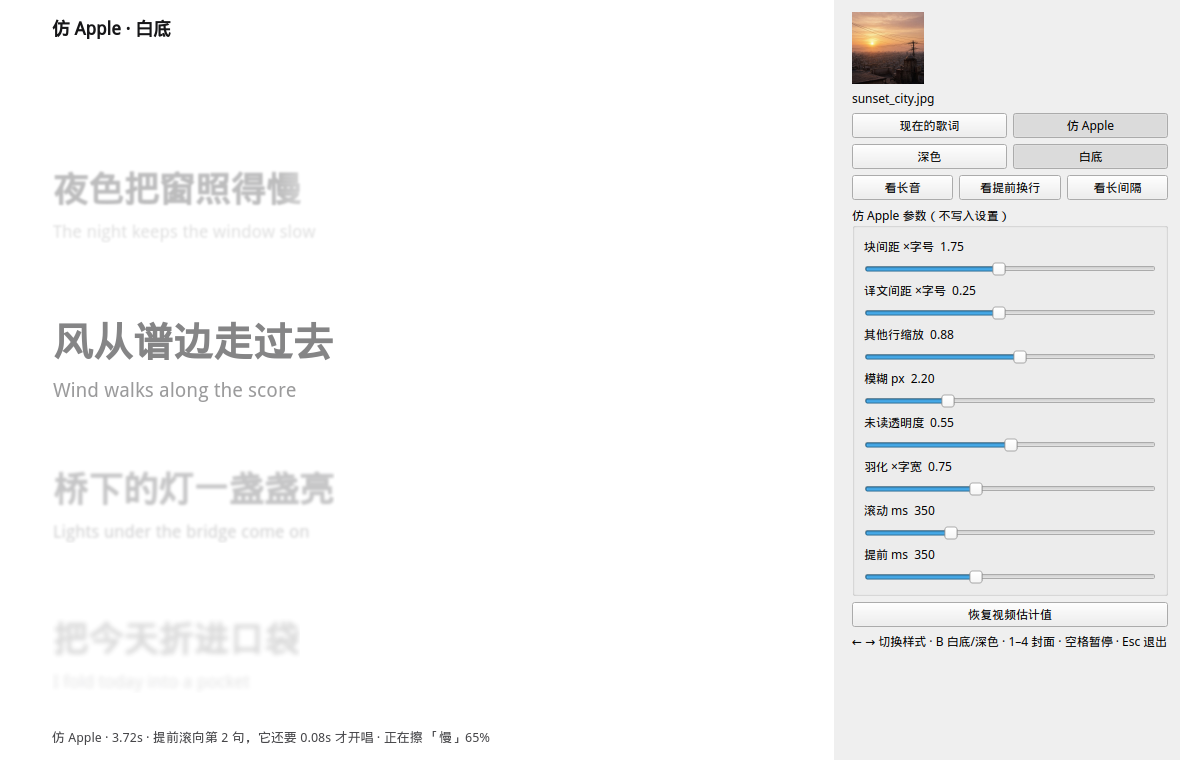 仿 Apple · 白底
夜色把窗照得慢
The night keeps the window slow
风从谱边走过去
Wind walks along the score
桥下的灯一盏盏亮
Lights under the bridge come on
把今天折进口袋
I fold today into a pocket
仿 Apple · 3.72s · 提前滚向第 2 句，它还要 0.08s 才开唱 · 正在擦「慢」65%
sunset_city.jpg
现在的歌词 仿 Apple
深色 白底
看长音 看提前换行 看长间隔
仿 Apple 参数（不写入设置）
块间距 ×字号 1.75
译文间距 ×字号 0.25
其他行缩放 0.88
模糊 px 2.20
未读透明度 0.55
羽化 ×字宽 0.75
滚动 ms 350
提前 ms 350
恢复视频估计值
← → 切换样式 · B 白底/深色 · 1–4 封面 · 空格暂停 · Esc 退出